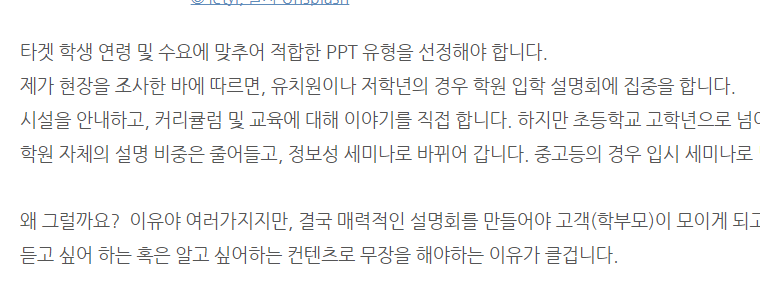 타겟 학생 연령 및 수요에 맞추어 적합한 PPT 유형을 선정해야 합니다.
제가 현장을 조사한 바에 따르면, 유치원이나 저학년의 경우 학원 입학 설명회에 집중을 합니다.
시설을 안내하고, 커리큘럼 및 교육에 대해 이야기를 직접 합니다. 하지만 초등학교 고학년으로
학원 자체의 설명 비중은 줄어들고, 정보성 세미나로 바뀌어 갑니다. 중고등의 경우 입시 세미나로
왜 그럴까요? 이유야 여러가지지만, 결국 매력적인 설명회를 만들어야 고객(학부모)이 모이게 되고
듣고 싶어 하는 혹은 알고 싶어하는 컨텐츠로 무장을 해야하는 이유가 클겁니다.